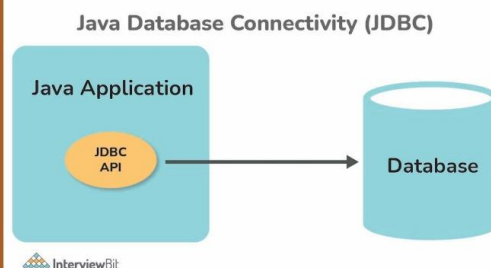 Java Database Connectivity (JDBC)
Java Application
JDBC
API
Database
InterviewBit